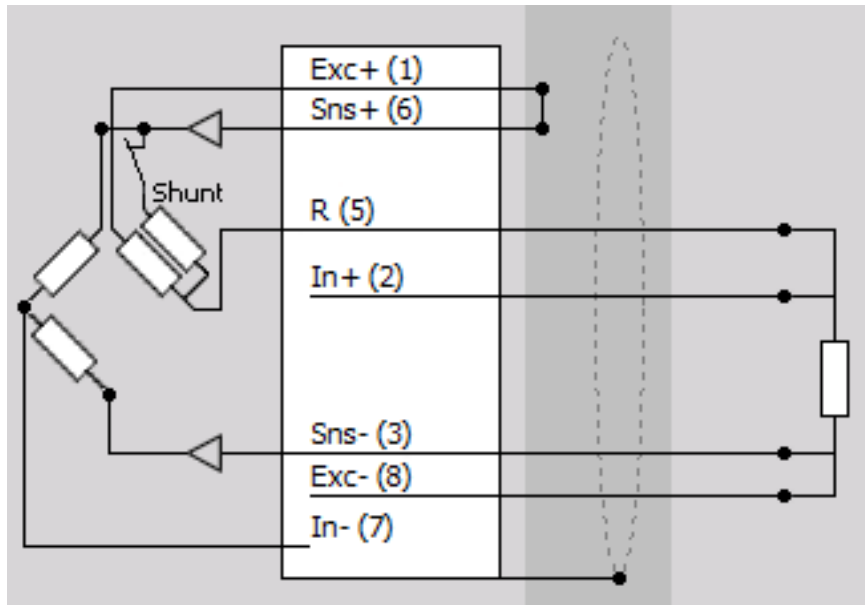 Exc+ (1)
Sns+ (6)
Shunt
R (5)
In+ (2)
Sns- (3)
Exc- (8)
In- (7)